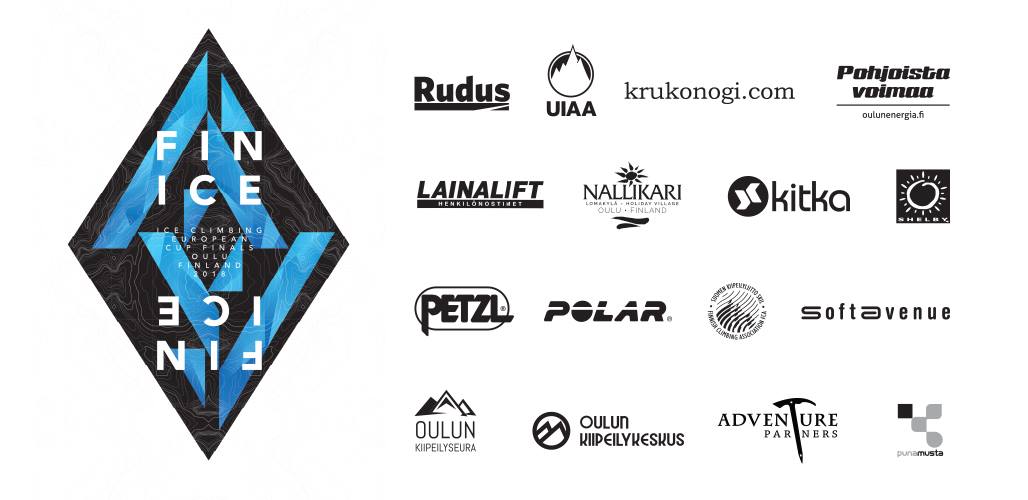 FIN
ICE
ICE CLIMBING
EUROPEAN
CUP FINALS
OULU
FINLAND
2018
ICE
FIN
Rudus
UIAA
krukonogi.com
Pohjoista
voimaa
oulunenergia.fi
LAINALIFT
HENKILÖNOSTIMET
NALLIKARI
LOMAKYLÄ - HOLIDAY VILLAGE
OULU • FINLAND
kitka
SHELBY
PETZL®
POLAR®
SUOMEN KIIPEILYLIITTO SKIL
FINNISH CLIMBING ASSOCIATION FCA
softavenue
OULUN
KIIPEILYSEURA
OULUN
KIIPEILYKESKUS
ADVENTURE
PARTNERS
punamusta